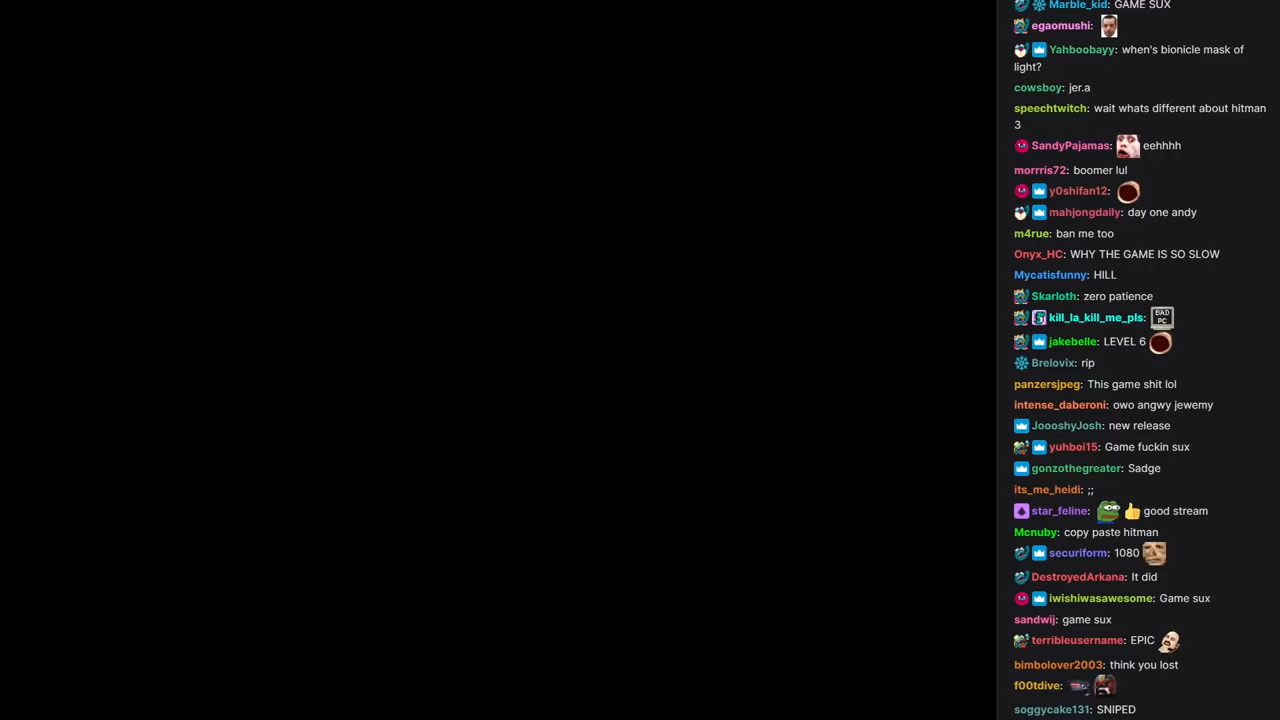 Marble_kid: GAME SUX
egaomushi:
Yahboobayy: when's bionicle mask of
light?
cowsboy: jer.a
speechtwitch: wait whats different about hitman
3
SandyPajamas: eehhhh
morrris72: boomer lul
y0shifan12:
mahjongdaily: day one andy
m4rue: ban me too
Onyx_HC: WHY THE GAME IS SO SLOW
Mycatisfunny: HILL
Skarloth: zero patience
kill_la_kill_me_pls: BAD
PC
jakebelle: LEVEL 6
Brelovix: rip
panzersjpeg: This game shit lol
intense_daberoni: owo angwy jewemy
JoooshyJosh: new release
yuhboi15: Game fuckin sux
gonzothegreater: Sadge
its_me_heidi: ;;
star_feline: good stream
Mcnuby: copy paste hitman
securiform: 1080
DestroyedArkana: It did
iwishiwasawesome: Game sux
sandwij: game sux
terribleusername: EPIC
bimbolover2003: think you lost
f00tdive:
soggycake131: SNIPED